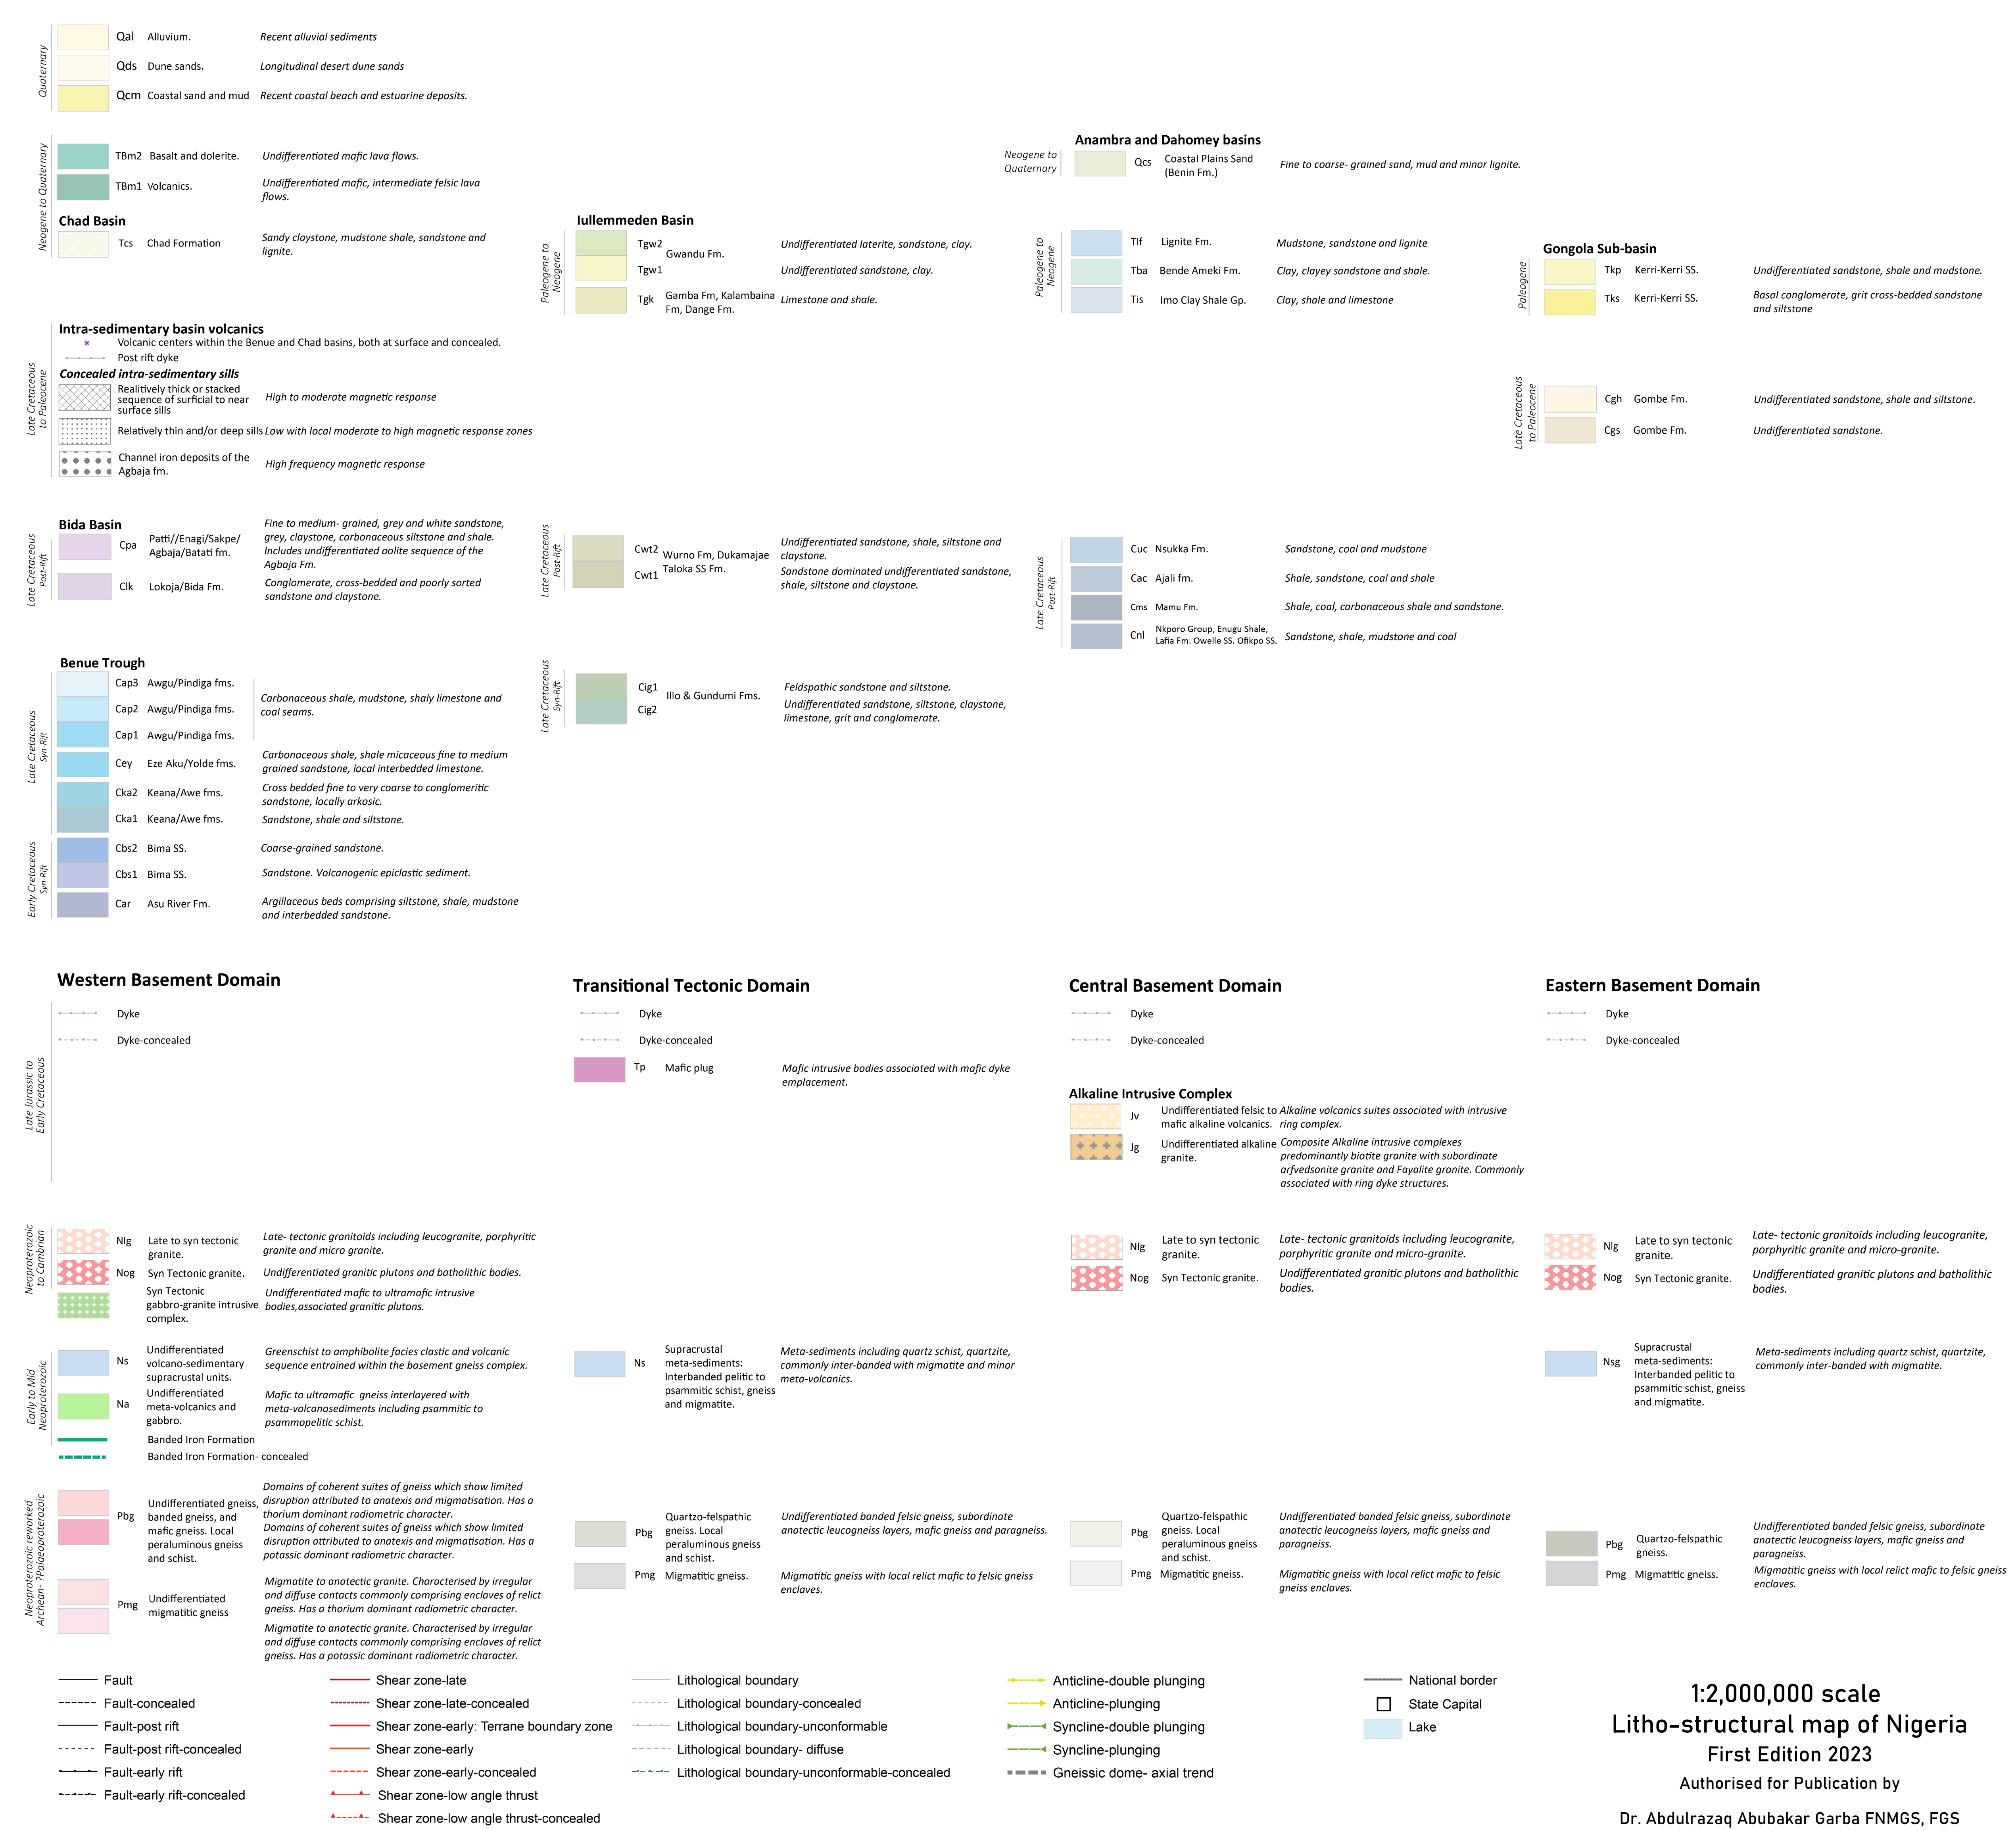 Quaternary
Qal Alluvium. Recent alluvial sediments
Qds Dune sands. Longitudinal desert dune sands
Qcm Coastal sand and mud Recent coastal beach and estuarine deposits.
Neogene to Quaternary
TBm2 Basalt and dolerite. Undifferentiated mafic lava flows.
TBm1 Volcanics. Undifferentiated mafic, intermediate felsic lava
flows.
Chad Basin
Tcs Chad Formation Sandy claystone, mudstone shale, sandstone and
lignite.
Anambra and Dahomey basins
Neogene to
Quaternary
Qcs Coastal Plains Sand
(Benin Fm.)
Fine to coarse- grained sand, mud and minor lignite.
Iullemmeden Basin
Paleogene to
Neogene
Tgw2 Undifferentiated laterite, sandstone, clay.
Gwandu Fm.
Tgw1 Undifferentiated sandstone, clay.
Tgk Gamba Fm, Kalambaina
Fm, Dange Fm.
Limestone and shale.
Paleogene to
Neogene
Tlf Lignite Fm. Mudstone, sandstone and lignite
Tba Bende Ameki Fm. Clay, clayey sandstone and shale.
Tis Imo Clay Shale Gp. Clay, shale and limestone
Gongola Sub-basin
Paleogene
Tkp Kerri-Kerri SS. Undifferentiated sandstone, shale and mudstone.
Tks Kerri-Kerri SS. Basal conglomerate, grit cross-bedded sandstone
and siltstone
Late Cretaceous
to Paleocene
Intra-sedimentary basin volcanics
Volcanic centers within the Benue and Chad basins, both at surface and concealed.
Post rift dyke
Concealed intra-sedimentary sills
Realitively thick or stacked
sequence of surficial to near
surface sills
High to moderate magnetic response
Relatively thin and/or deep sills Low with local moderate to high magnetic response zones
Channel iron deposits of the
Agbaja fm.
High frequency magnetic response
Late Cretaceous
to Paleocene
Cgh Gombe Fm. Undifferentiated sandstone, shale and siltstone.
Cgs Gombe Fm. Undifferentiated sandstone.
Late Cretaceous
Post-Rift
Bida Basin
Cpa Patti//Enagi/Sakpe/
Agbaja/Batati fm.
Fine to medium- grained, grey and white sandstone,
grey, claystone, carbonaceous siltstone and shale.
Includes undifferentiated oolite sequence of the
Agbaja Fm.
Clk Lokoja/Bida Fm. Conglomerate, cross-bedded and poorly sorted
sandstone and claystone.
Late Cretaceous
Post-Rift
Cwt2 Wurno Fm, Dukamajae
Taloka SS Fm.
Undifferentiated sandstone, shale, siltstone and
claystone.
Cwt1 Sandstone dominated undifferentiated sandstone,
shale, siltstone and claystone.
Late Cretaceous
Post-Rift
Cuc Nsukka Fm. Sandstone, coal and mudstone
Cac Ajali fm. Shale, sandstone, coal and shale
Cms Mamu Fm. Shale, coal, carbonaceous shale and sandstone.
Cnl Nkporo Group, Enugu Shale,
Lafia Fm. Owelle SS. Ofikpo SS.
Sandstone, shale, mudstone and coal
Benue Trough
Late Cretaceous
Syn-Rift
Cap3 Awgu/Pindiga fms.
Cap2 Awgu/Pindiga fms.
Cap1 Awgu/Pindiga fms.
Carbonaceous shale, mudstone, shaly limestone and
coal seams.
Cey Eze Aku/Yolde fms. Carbonaceous shale, shale micaceous fine to medium
grained sandstone, local interbedded limestone.
Cka2 Keana/Awe fms. Cross bedded fine to very coarse to conglomeritic
sandstone, locally arkosic.
Cka1 Keana/Awe fms. Sandstone, shale and siltstone.
Early Cretaceous
Syn-Rift
Cbs2 Bima SS. Coarse-grained sandstone.
Cbs1 Bima SS. Sandstone. Volcanogenic epiclastic sediment.
Car Asu River Fm. Argillaceous beds comprising siltstone, shale, mudstone
and interbedded sandstone.
Late Cretaceous
Syn-Rift
Cig1 Feldspathic sandstone and siltstone.
Illo & Gundumi Fms.
Cig2 Undifferentiated sandstone, siltstone, claystone,
limestone, grit and conglomerate.
Western Basement Domain
Late Jurassic to
Early Cretaceous
Dyke
Dyke-concealed
Transitional Tectonic Domain
Dyke
Dyke-concealed
Tp Mafic plug Mafic intrusive bodies associated with mafic dyke
emplacement.
Central Basement Domain
Dyke
Dyke-concealed
Alkaline Intrusive Complex
Jv Undifferentiated felsic to
mafic alkaline volcanics.
Alkaline volcanics suites associated with intrusive
ring complex.
Jg Undifferentiated alkaline
granite.
Composite Alkaline intrusive complexes
predominantly biotite granite with subordinate
arfvedsonite granite and Fayalite granite. Commonly
associated with ring dyke structures.
Eastern Basement Domain
Dyke
Dyke-concealed
Neoproterozoic
to Cambrian
Nlg Late to syn tectonic
granite.
Late- tectonic granitoids including leucogranite, porphyritic
granite and micro granite.
Nog Syn Tectonic granite. Undifferentiated granitic plutons and batholithic bodies.
Syn Tectonic
gabbro-granite intrusive
complex.
Undifferentiated mafic to ultramafic intrusive
bodies,associated granitic plutons.
Nlg Late to syn tectonic
granite.
Late- tectonic granitoids including leucogranite,
porphyritic granite and micro-granite.
Nog Syn Tectonic granite. Undifferentiated granitic plutons and batholithic
bodies.
Nlg Late to syn tectonic
granite.
Late- tectonic granitoids including leucogranite,
porphyritic granite and micro-granite.
Nog Syn Tectonic granite. Undifferentiated granitic plutons and batholithic
bodies.
Early to Mid
Neoproterozoic
Ns Undifferentiated
volcano-sedimentary
supracrustal units.
Greenschist to amphibolite facies clastic and volcanic
sequence entrained within the basement gneiss complex.
Na Undifferentiated
meta-volcanics and
gabbro.
Mafic to ultramafic gneiss interlayered with
meta-volcanosediments including psammitic to
psammopelitic schist.
Banded Iron Formation
Banded Iron Formation- concealed
Ns Supracrustal
meta-sediments:
Interbanded pelitic to
psammitic schist, gneiss
and migmatite.
Meta-sediments including quartz schist, quartzite,
commonly inter-banded with migmatite and minor
meta-volcanics.
Nsg Supracrustal
meta-sediments:
Interbanded pelitic to
psammitic schist, gneiss
and migmatite.
Meta-sediments including quartz schist, quartzite,
commonly inter-banded with migmatite.
Neoproterozoic reworked
Archean- ?Palaeoproterozoic
Pbg Undifferentiated gneiss,
banded gneiss, and
mafic gneiss. Local
peraluminous gneiss
and schist.
Domains of coherent suites of gneiss which show limited
disruption attributed to anatexis and migmatisation. Has a
thorium dominant radiometric character.
Domains of coherent suites of gneiss which show limited
disruption attributed to anatexis and migmatisation. Has a
potassic dominant radiometric character.
Pmg Undifferentiated
migmatitic gneiss
Migmatite to anatectic granite. Characterised by irregular
and diffuse contacts commonly comprising enclaves of relict
gneiss. Has a thorium dominant radiometric character.
Migmatite to anatectic granite. Characterised by irregular
and diffuse contacts commonly comprising enclaves of relict
gneiss. Has a potassic dominant radiometric character.
Pbg Quartzo-felspathic
gneiss. Local
peraluminous gneiss
and schist.
Undifferentiated banded felsic gneiss, subordinate
anatectic leucogneiss layers, mafic gneiss and paragneiss.
Pmg Migmatitic gneiss. Migmatitic gneiss with local relict mafic to felsic gneiss
enclaves.
Pbg Quartzo-felspathic
gneiss. Local
peraluminous gneiss
and schist.
Undifferentiated banded felsic gneiss, subordinate
anatectic leucogneiss layers, mafic gneiss and
paragneiss.
Pmg Migmatitic gneiss. Migmatitic gneiss with local relict mafic to felsic
gneiss enclaves.
Pbg Quartzo-felspathic
gneiss.
Undifferentiated banded felsic gneiss, subordinate
anatectic leucogneiss layers, mafic gneiss and
paragneiss.
Pmg Migmatitic gneiss. Migmatitic gneiss with local relict mafic to felsic gneiss
enclaves.
Fault
Fault-concealed
Fault-post rift
Fault-post rift-concealed
Fault-early rift
Fault-early rift-concealed
Shear zone-late
Shear zone-late-concealed
Shear zone-early: Terrane boundary zone
Shear zone-early
Shear zone-early-concealed
Shear zone-low angle thrust
Shear zone-low angle thrust-concealed
Lithological boundary
Lithological boundary-concealed
Lithological boundary-unconformable
Lithological boundary- diffuse
Lithological boundary-unconformable-concealed
Anticline-double plunging
Anticline-plunging
Syncline-double plunging
Syncline-plunging
Gneissic dome- axial trend
National border
State Capital
Lake
1:2,000,000 scale
Litho-structural map of Nigeria
First Edition 2023
Authorised for Publication by
Dr. Abdulrazaq Abubakar Garba FNMGS, FGS